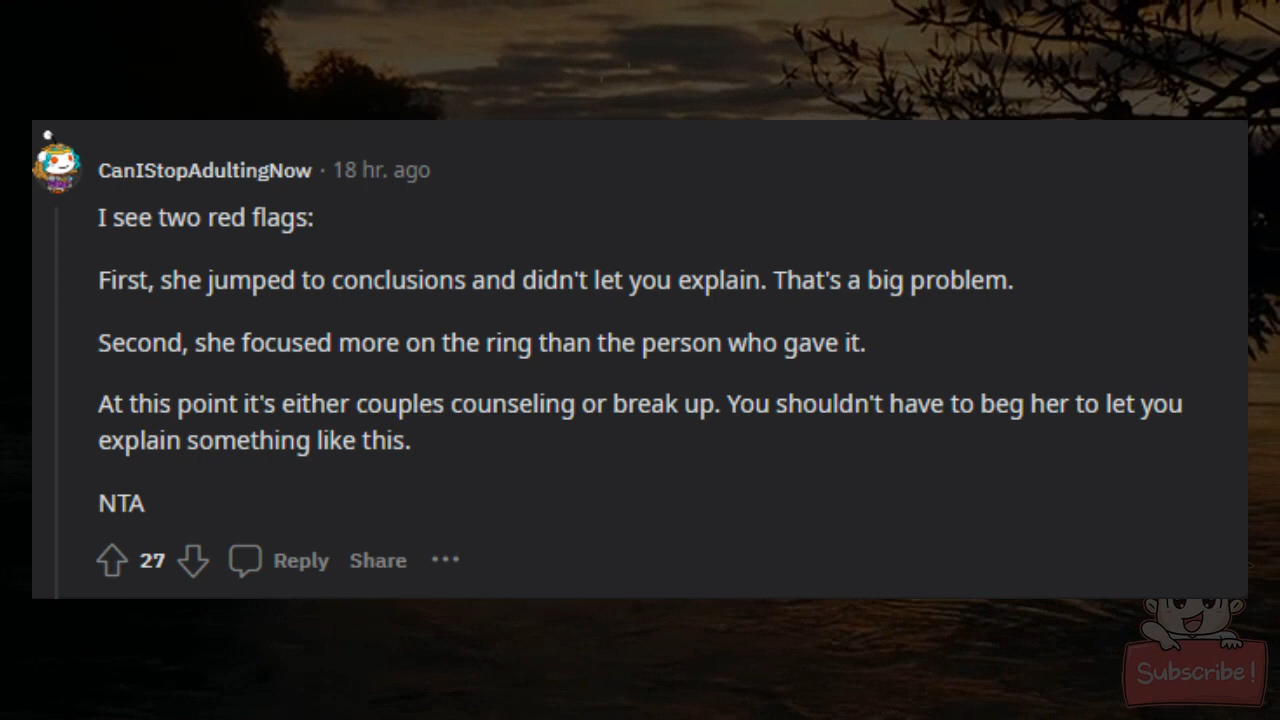 CanIStopAdultingNow · 18 hr. ago
I see two red flags:
First, she jumped to conclusions and didn't let you explain. That's a big problem.
Second, she focused more on the ring than the person who gave it.
At this point it's either couples counseling or break up. You shouldn't have to beg her to let you
explain something like this.
NTA
27 Reply Share ···
Subscribe!